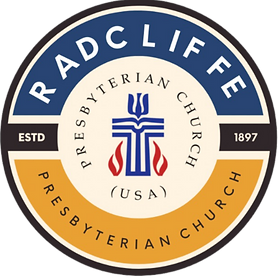 RADCLIFFE
PRESBYTERIAN CHURCH
(USA)
ESTD
1897
PRESBYTERIAN CHURCH